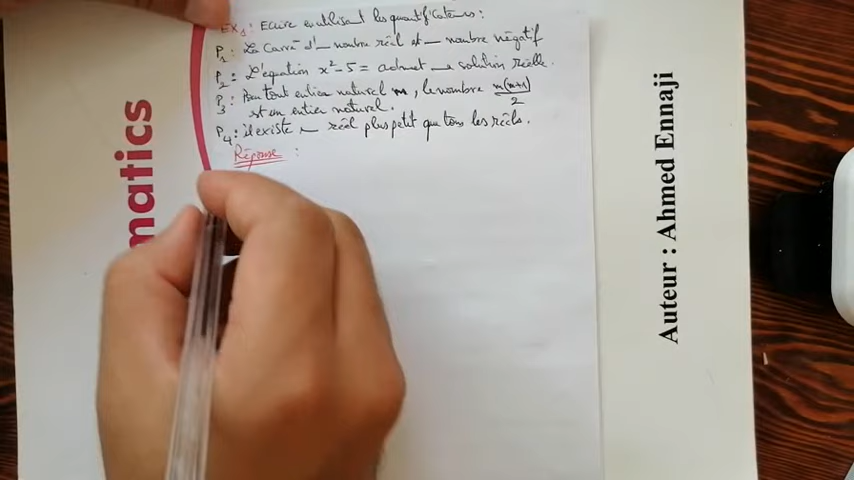 EX1: Ecrire en utilisant les quantificateurs:
P1: Le Carré d'un nombre réel est un nombre négatif
P2: L'équation x²-5= admet une solution réelle.
P3: Pour tout entier naturel n, le nombre n(n+1)/2
est un entier naturel.
P4: il existe un réel plus petit que tous les réels.
Réponse :
matics
Auteur : Ahmed Ennaji